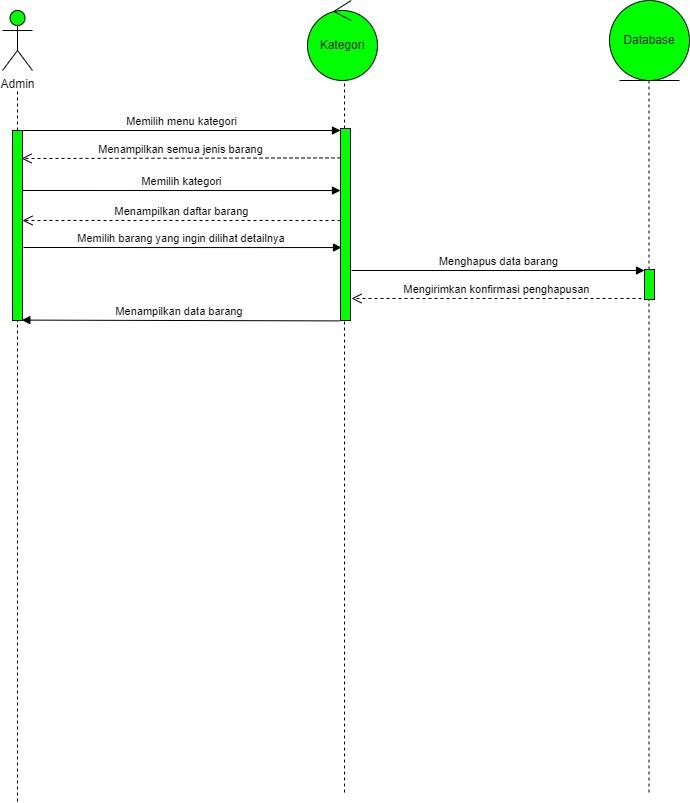 Kategori
Database
Admin
Memilih menu kategori
Menampilkan semua jenis barang
Memilih kategori
Menampilkan daftar barang
Memilih barang yang ingin dilihat detailnya
Menghapus data barang
Mengirimkan konfirmasi penghapusan
Menampilkan data barang